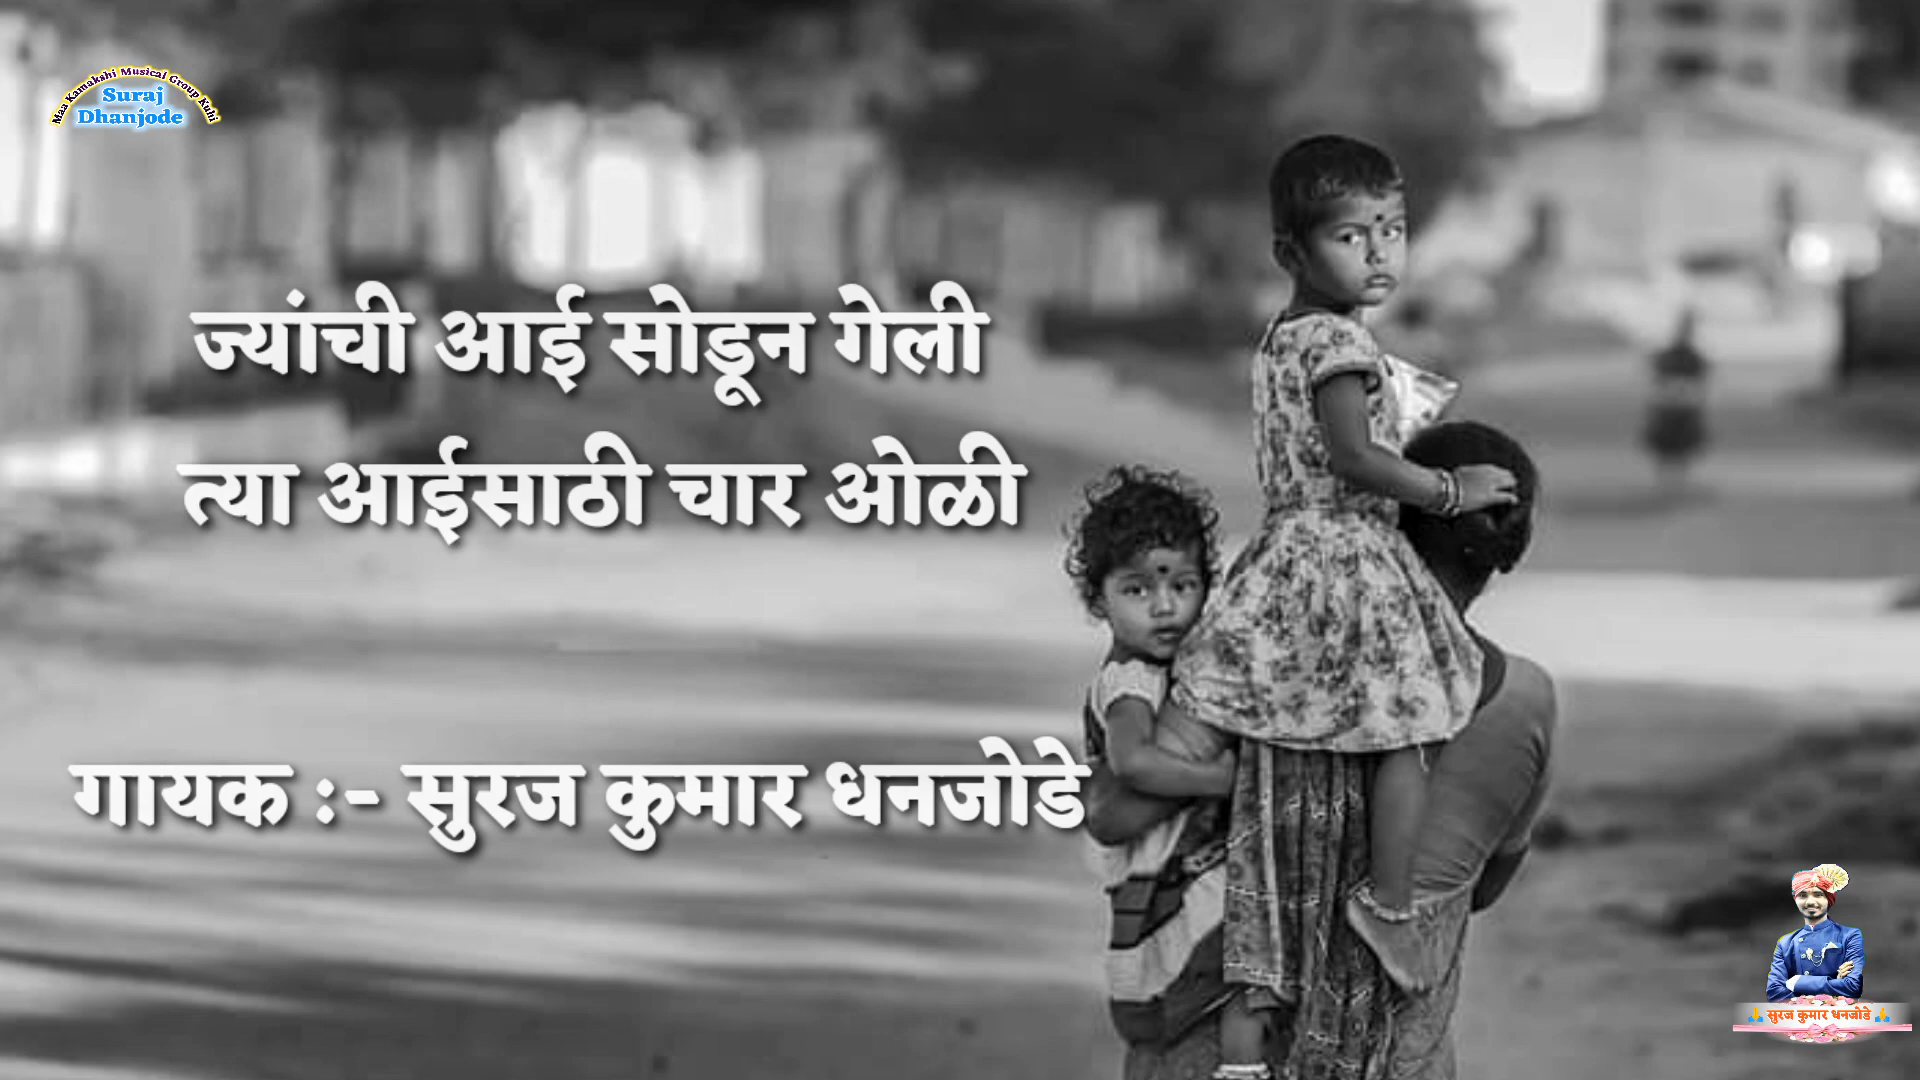 Maa Kamakshi Musical Group Kuhi
Suraj
Dhanjode
ज्यांची आई सोडून गेली
त्या आईसाठी चार ओळी
गायक :- सुरज कुमार धनजोडे
🙏 सुरज कुमार धनजोडे 🙏